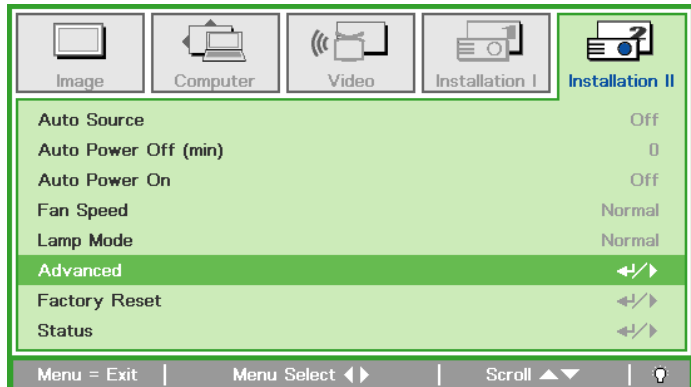 Image Computer Video Installation I Installation II
Auto Source Off
Auto Power Off (min) 0
Auto Power On Off
Fan Speed Normal
Lamp Mode Normal
Advanced
Factory Reset
Status
Menu = Exit Menu Select Scroll